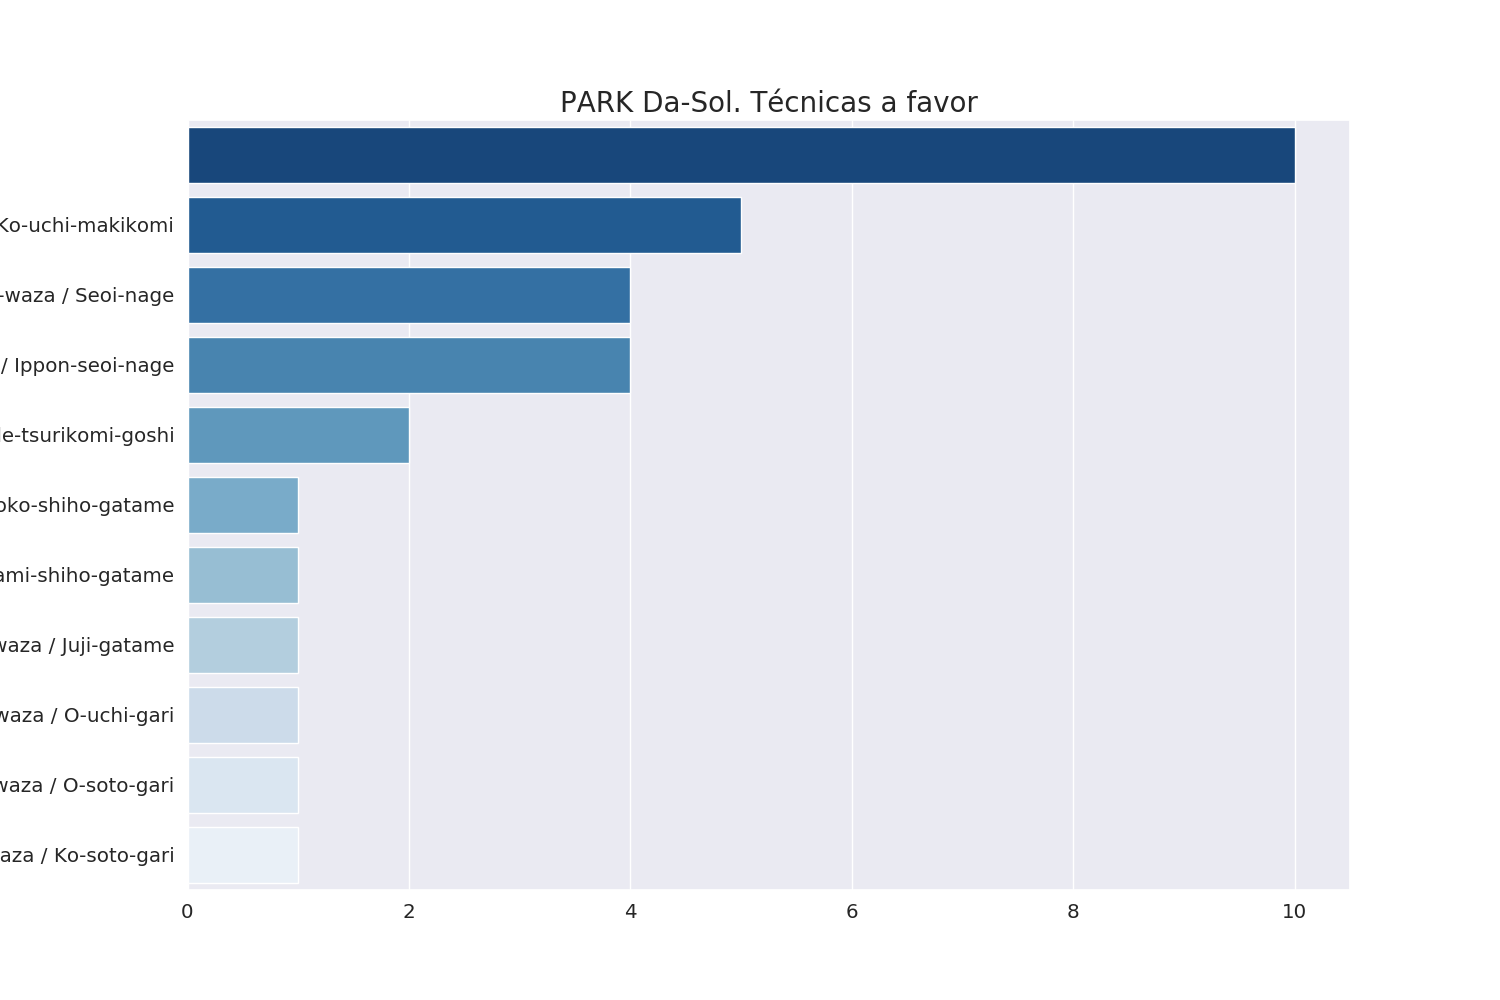 PARK Da-Sol. Técnicas a favor
Ko-uchi-makikomi
-waza / Seoi-nage
/ Ippon-seoi-nage
de-tsurikomi-goshi
oko-shiho-gatame
ami-shiho-gatame
waza / Juji-gatame
waza / O-uchi-gari
waza / O-soto-gari
aza / Ko-soto-gari
0 2 4 6 8 10